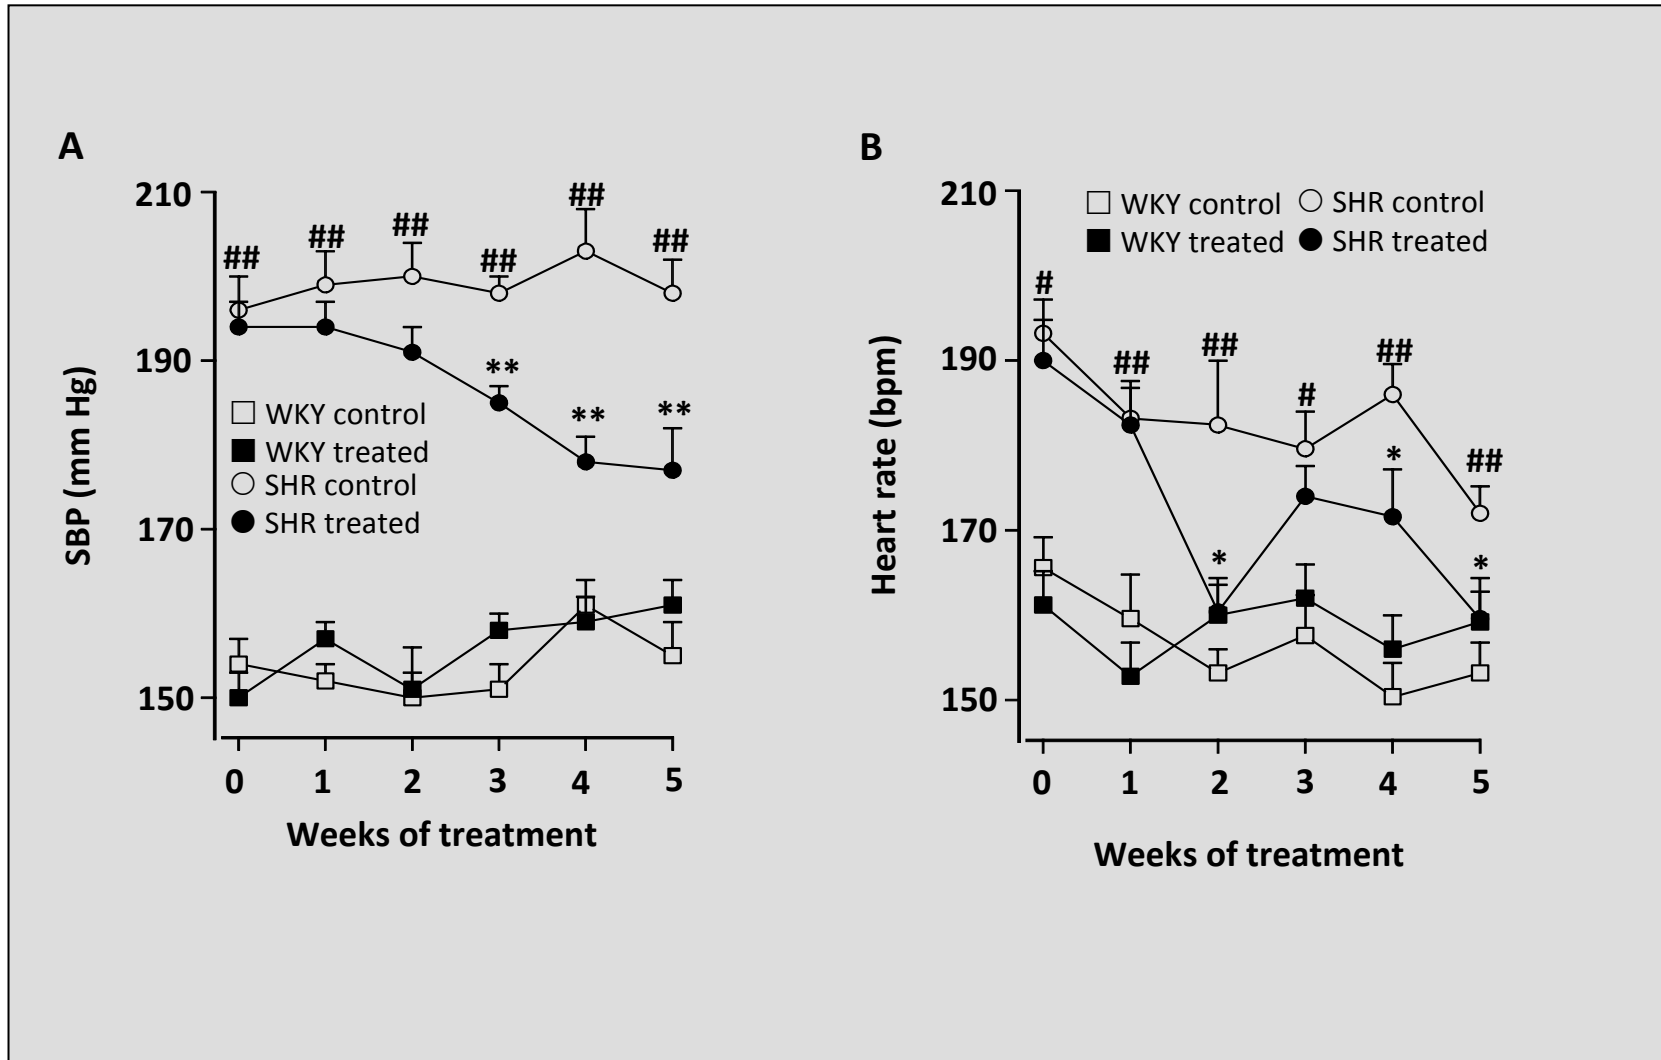 A
SBP (mm Hg)
210
190
170
150
##
##
##
##
##
##
**
**
**
WKY control
WKY treated
SHR control
SHR treated
0 1 2 3 4 5
Weeks of treatment
B
Heart rate (bpm)
210
190
170
150
WKY control SHR control
WKY treated SHR treated
#
##
##
#
##
##
*
*
*
0 1 2 3 4 5
Weeks of treatment